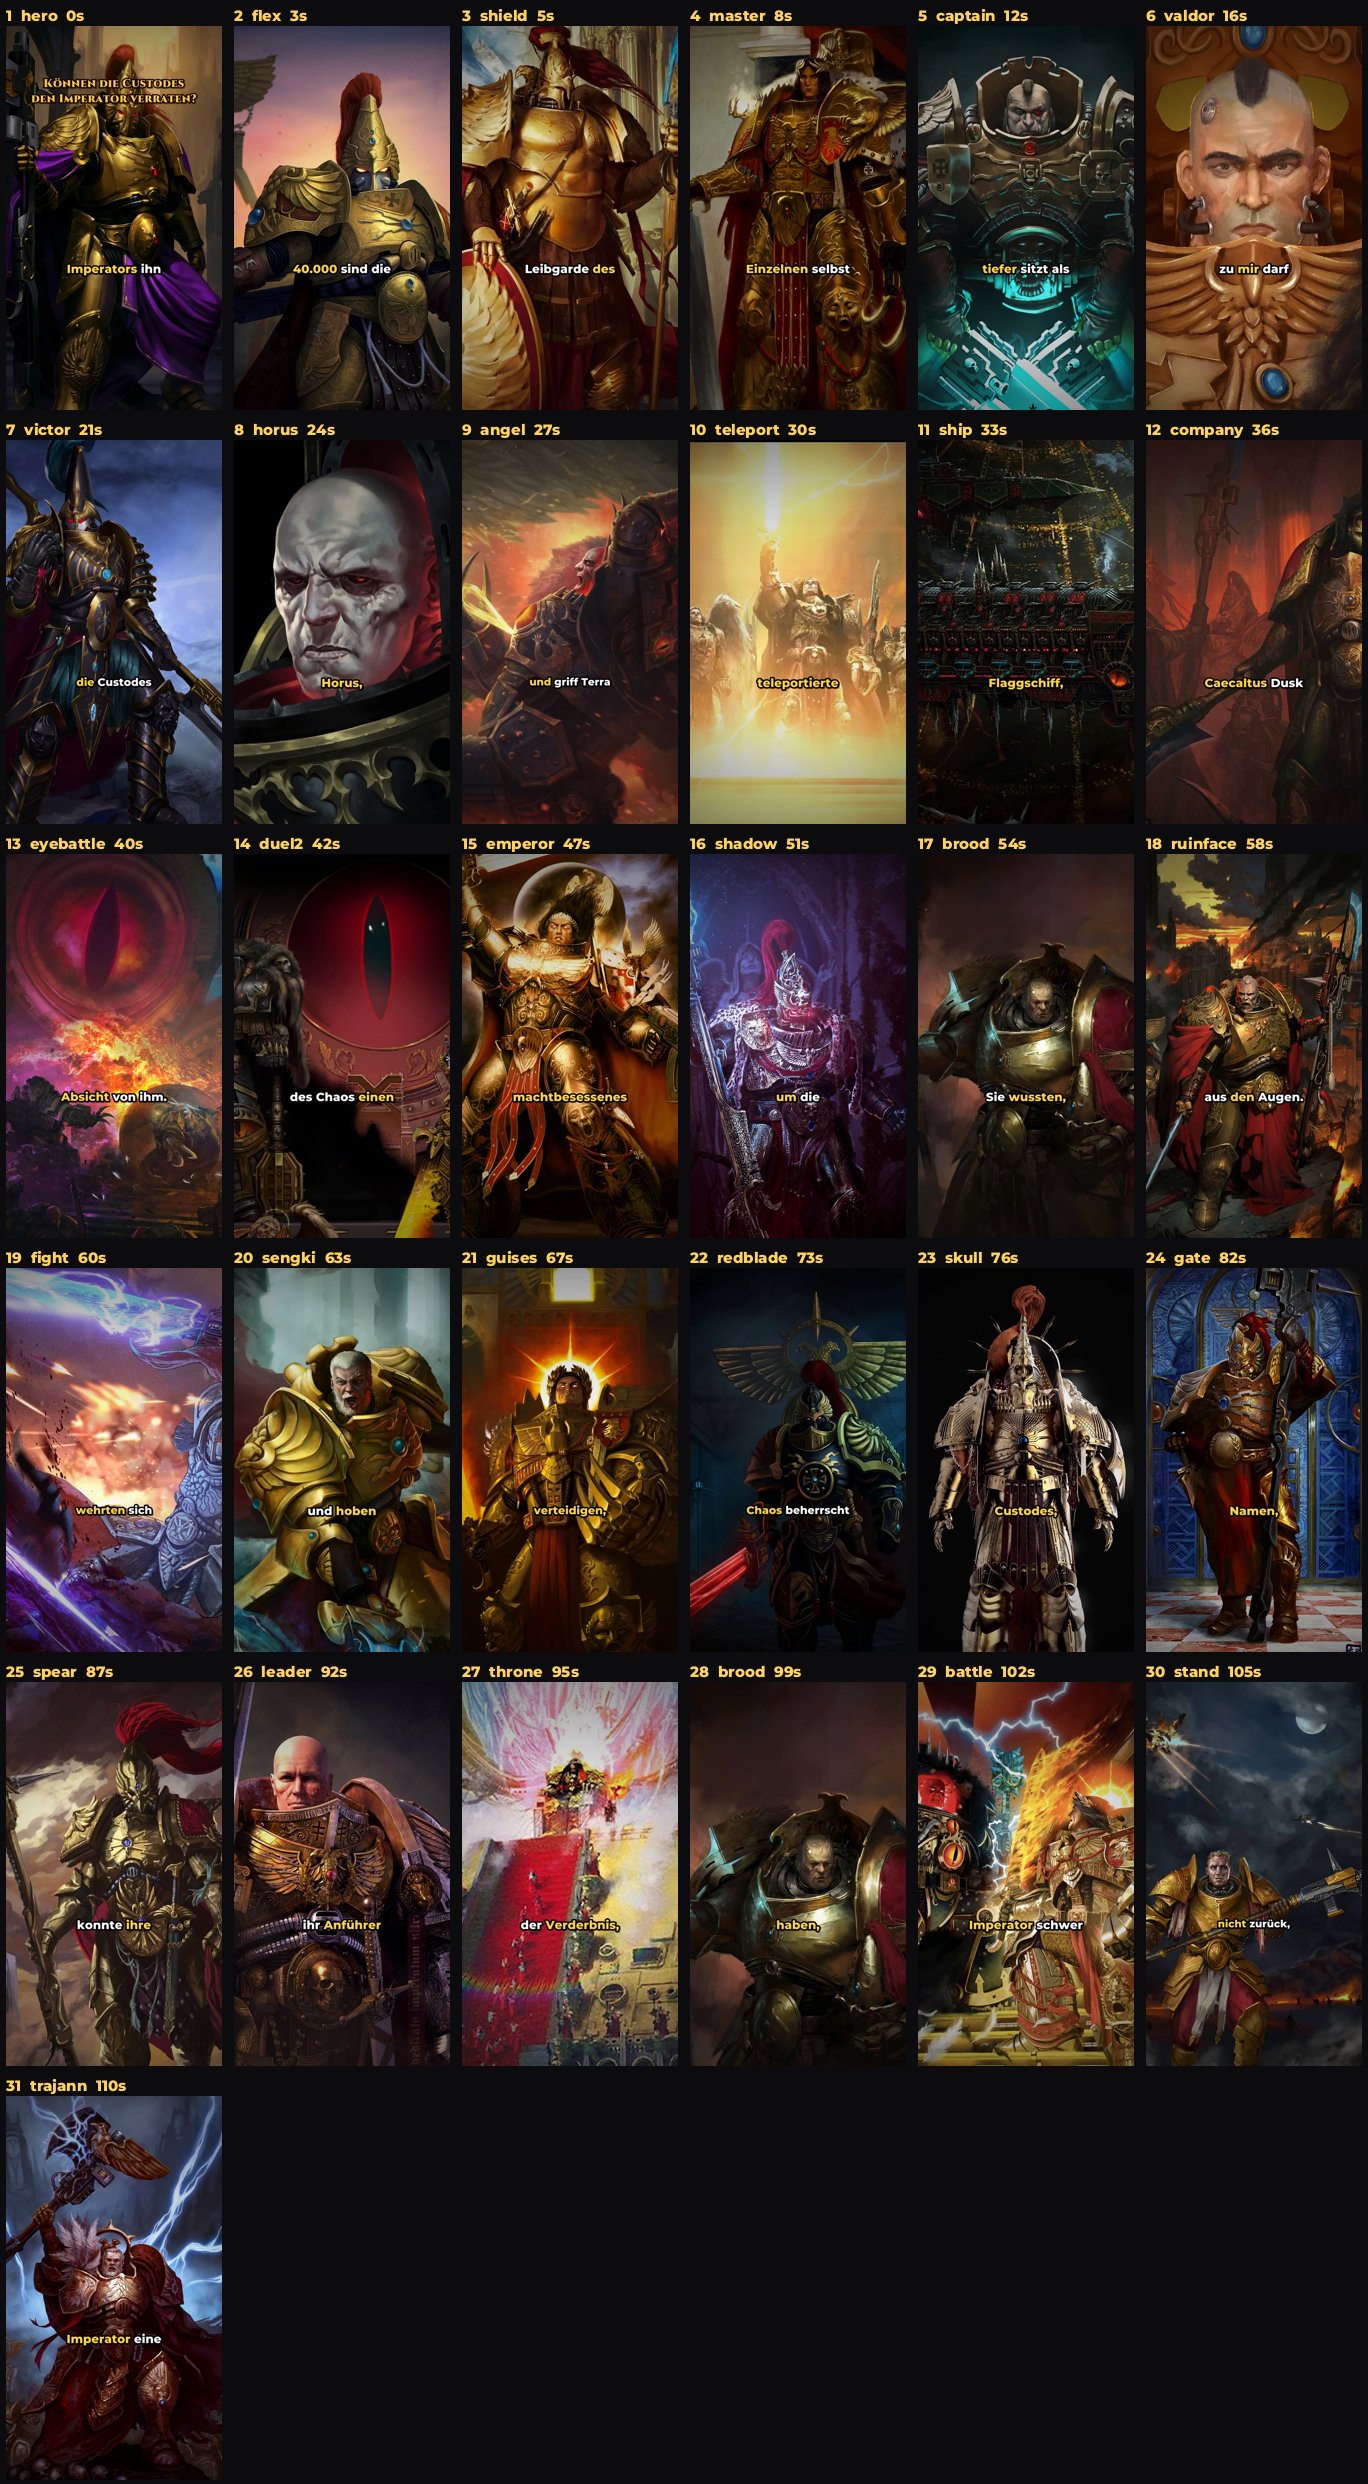 1 hero 0s
KÖNNEN DIE CUSTODES
DEN IMPERATOR VERRATEN?
Imperators ihn
2 flex 3s
40.000 sind die
3 shield 5s
Leibgarde des
4 master 8s
Einzelnen selbst
5 captain 12s
tiefer sitzt als
6 valdor 16s
zu mir darf
7 victor 21s
die Custodes
8 horus 24s
Horus,
9 angel 27s
und griff Terra
10 teleport 30s
teleportierte
11 ship 33s
Flaggschiff,
12 company 36s
Caecaltus Dusk
13 eyebattle 40s
Absicht von ihm.
14 duel2 42s
des Chaos einen
15 emperor 47s
machtbesessenes
16 shadow 51s
um die
17 brood 54s
Sie wussten,
18 ruinface 58s
aus den Augen.
19 fight 60s
wehrten sich
20 sengki 63s
und hoben
21 guises 67s
verteidigen,
22 redblade 73s
Chaos beherrscht
23 skull 76s
Custodes,
24 gate 82s
Namen,
25 spear 87s
konnte ihre
26 leader 92s
ihr Anführer
27 throne 95s
der Verderbnis,
28 brood 99s
haben,
29 battle 102s
Imperator schwer
30 stand 105s
nicht zurück,
31 trajann 110s
Imperator eine